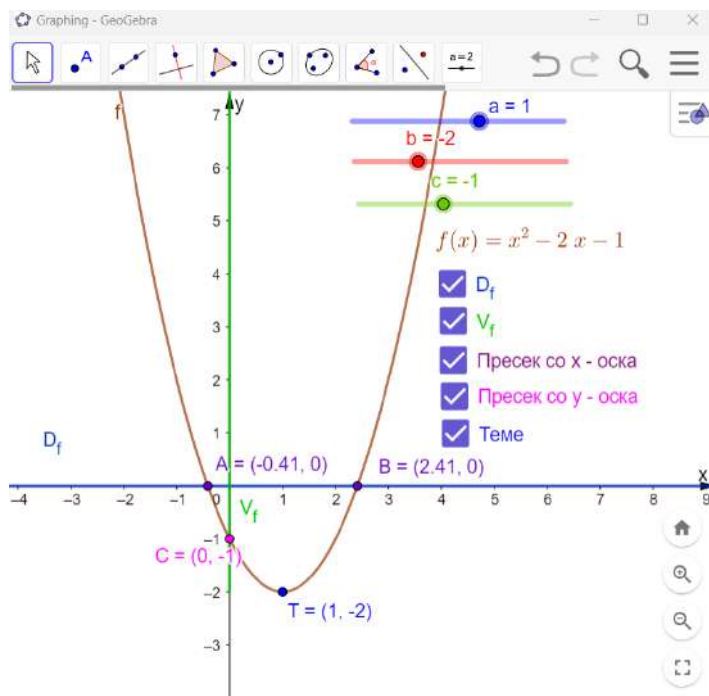 Graphing - GeoGebra
A
α
a=2
f
y
a = 1
b = -2
c = -1
f(x) = x² − 2 x − 1
D_f
V_f
Пресек со x - оска
Пресек со y - оска
Теме
D_f
A = (-0.41, 0)
B = (2.41, 0)
x
V_f
C = (0, -1)
T = (1, -2)
7
6
5
4
3
2
1
−4 −3 −2 −1 0 1 2 3 4 5 6 7 8 9
−1
−2
−3